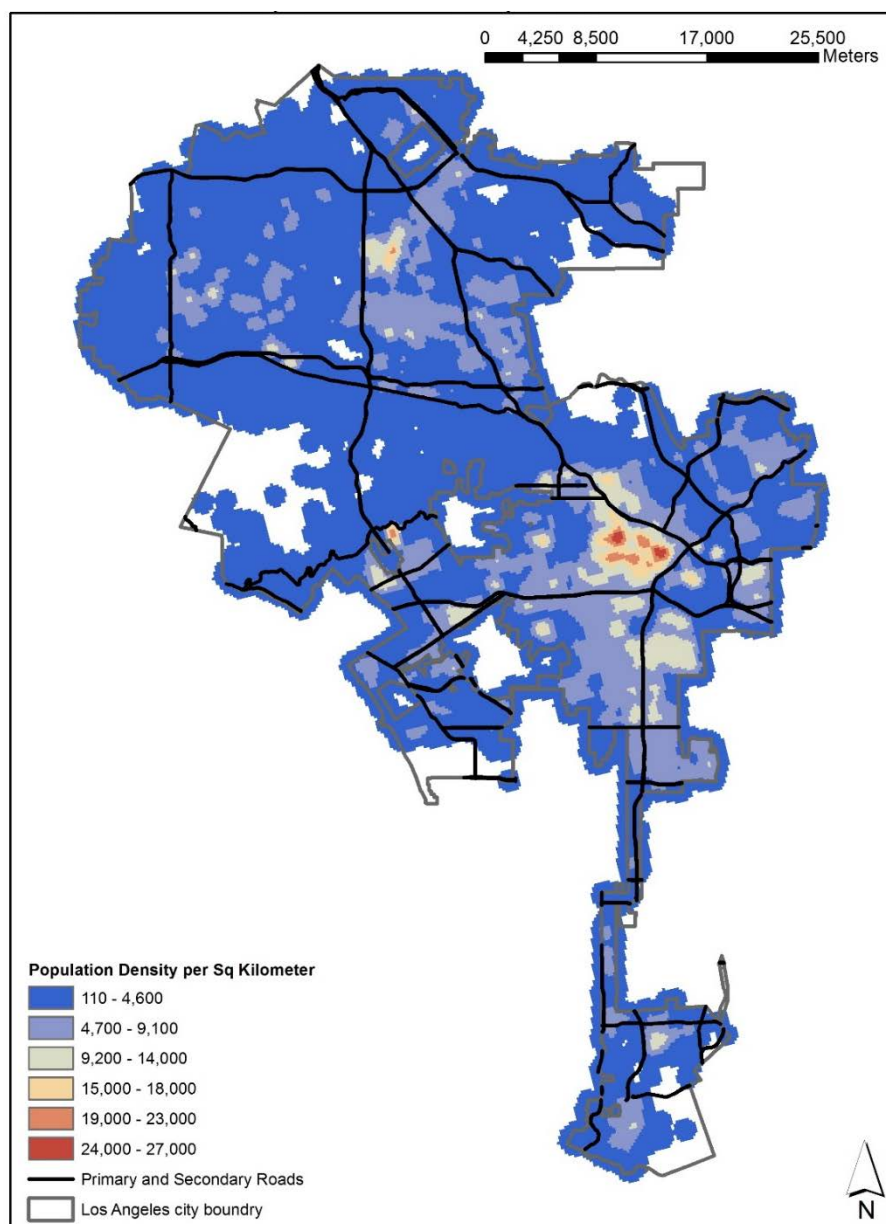 0 4,250 8,500 17,000 25,500
Meters
Population Density per Sq Kilometer
110 - 4,600
4,700 - 9,100
9,200 - 14,000
15,000 - 18,000
19,000 - 23,000
24,000 - 27,000
Primary and Secondary Roads
Los Angeles city boundry
N